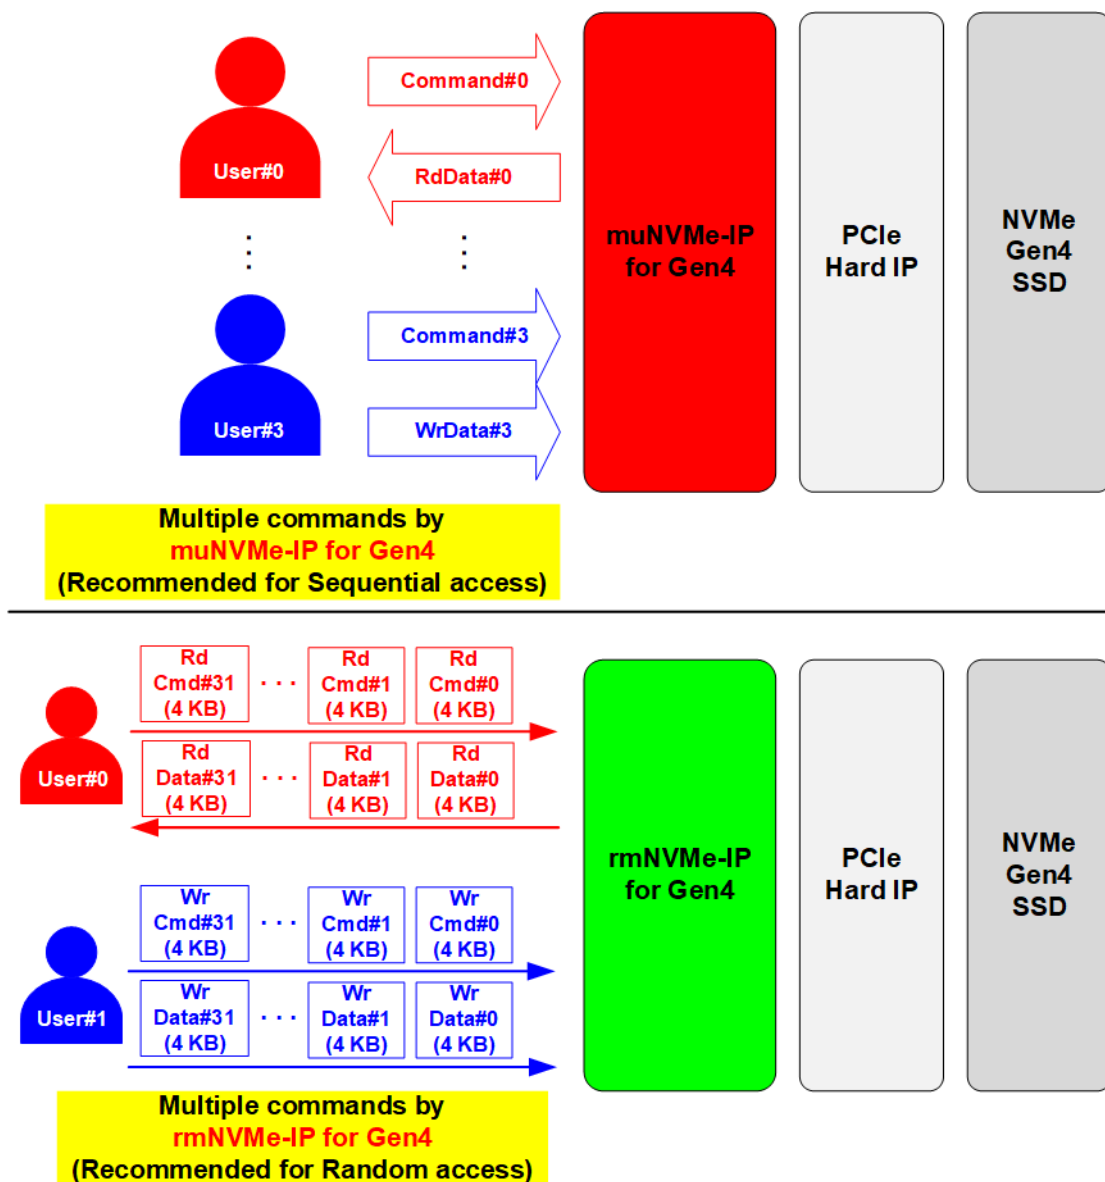 Command#0
User#0
RdData#0
muNVMe-IP
for Gen4
PCIe
Hard IP
NVMe
Gen4
SSD
Command#3
User#3
WrData#3
Multiple commands by
muNVMe-IP for Gen4
(Recommended for Sequential access)
Rd
Cmd#31
(4 KB)
. . .
Rd
Cmd#1
(4 KB)
Rd
Cmd#0
(4 KB)
User#0
Rd
Data#31
(4 KB)
. . .
Rd
Data#1
(4 KB)
Rd
Data#0
(4 KB)
rmNVMe-IP
for Gen4
PCIe
Hard IP
NVMe
Gen4
SSD
Wr
Cmd#31
(4 KB)
. . .
Wr
Cmd#1
(4 KB)
Wr
Cmd#0
(4 KB)
User#1
Wr
Data#31
(4 KB)
. . .
Wr
Data#1
(4 KB)
Wr
Data#0
(4 KB)
Multiple commands by
rmNVMe-IP for Gen4
(Recommended for Random access)